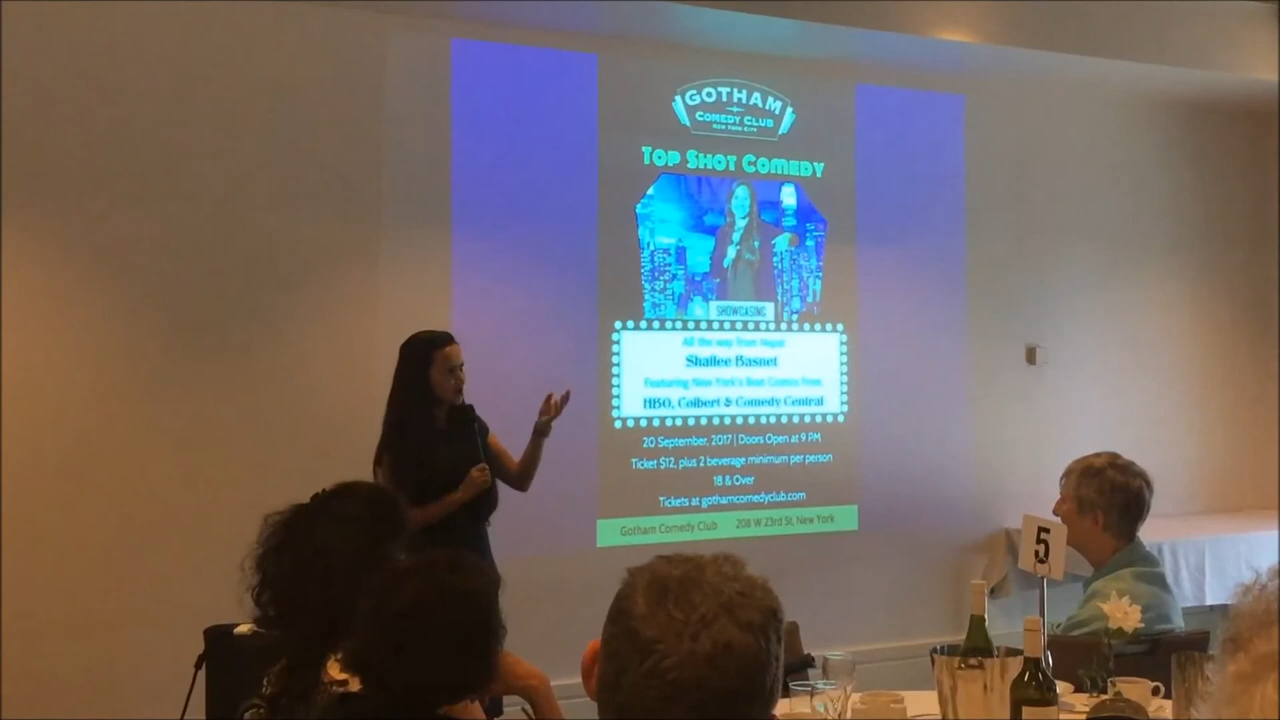 GOTHAM
COMEDY CLUB
NEW YORK CITY
TOP SHOT COMEDY
SHOWCASING
All the way from Nepal
Shailee Basnet
Featuring New York's Best Comics from
HBO, Colbert & Comedy Central
20 September, 2017 | Doors Open at 9 PM
Ticket $12, plus 2 beverage minimum per person
18 & Over
Tickets at gothamcomedyclub.com
Gotham Comedy Club 208 W 23rd St, New York
5